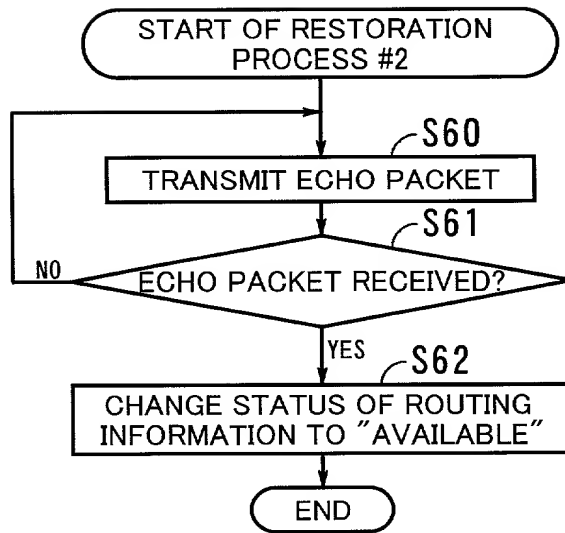 START OF RESTORATION
PROCESS #2
S60
TRANSMIT ECHO PACKET
S61
ECHO PACKET RECEIVED?
NO
YES
S62
CHANGE STATUS OF ROUTING
INFORMATION TO "AVAILABLE"
END